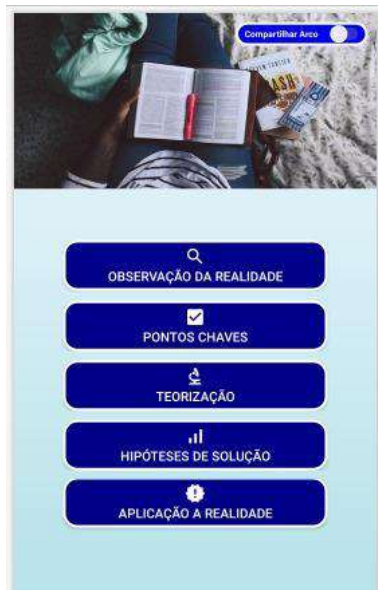 Compartilhar Arco
OBSERVAÇÃO DA REALIDADE
PONTOS CHAVES
TEORIZAÇÃO
HIPÓTESES DE SOLUÇÃO
APLICAÇÃO A REALIDADE